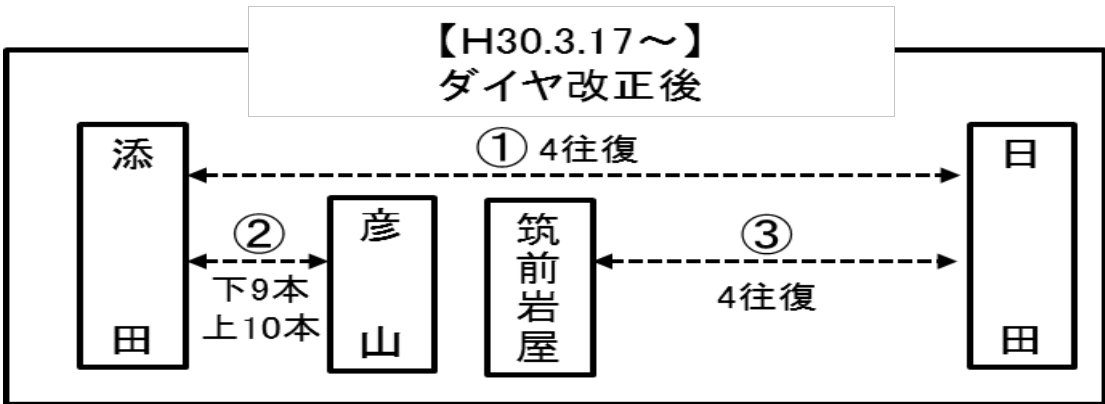 【H30.3.17～】
ダイヤ改正後
① 4往復
添田
日田
②
下9本
上10本
彦山
筑前岩屋
③
4往復